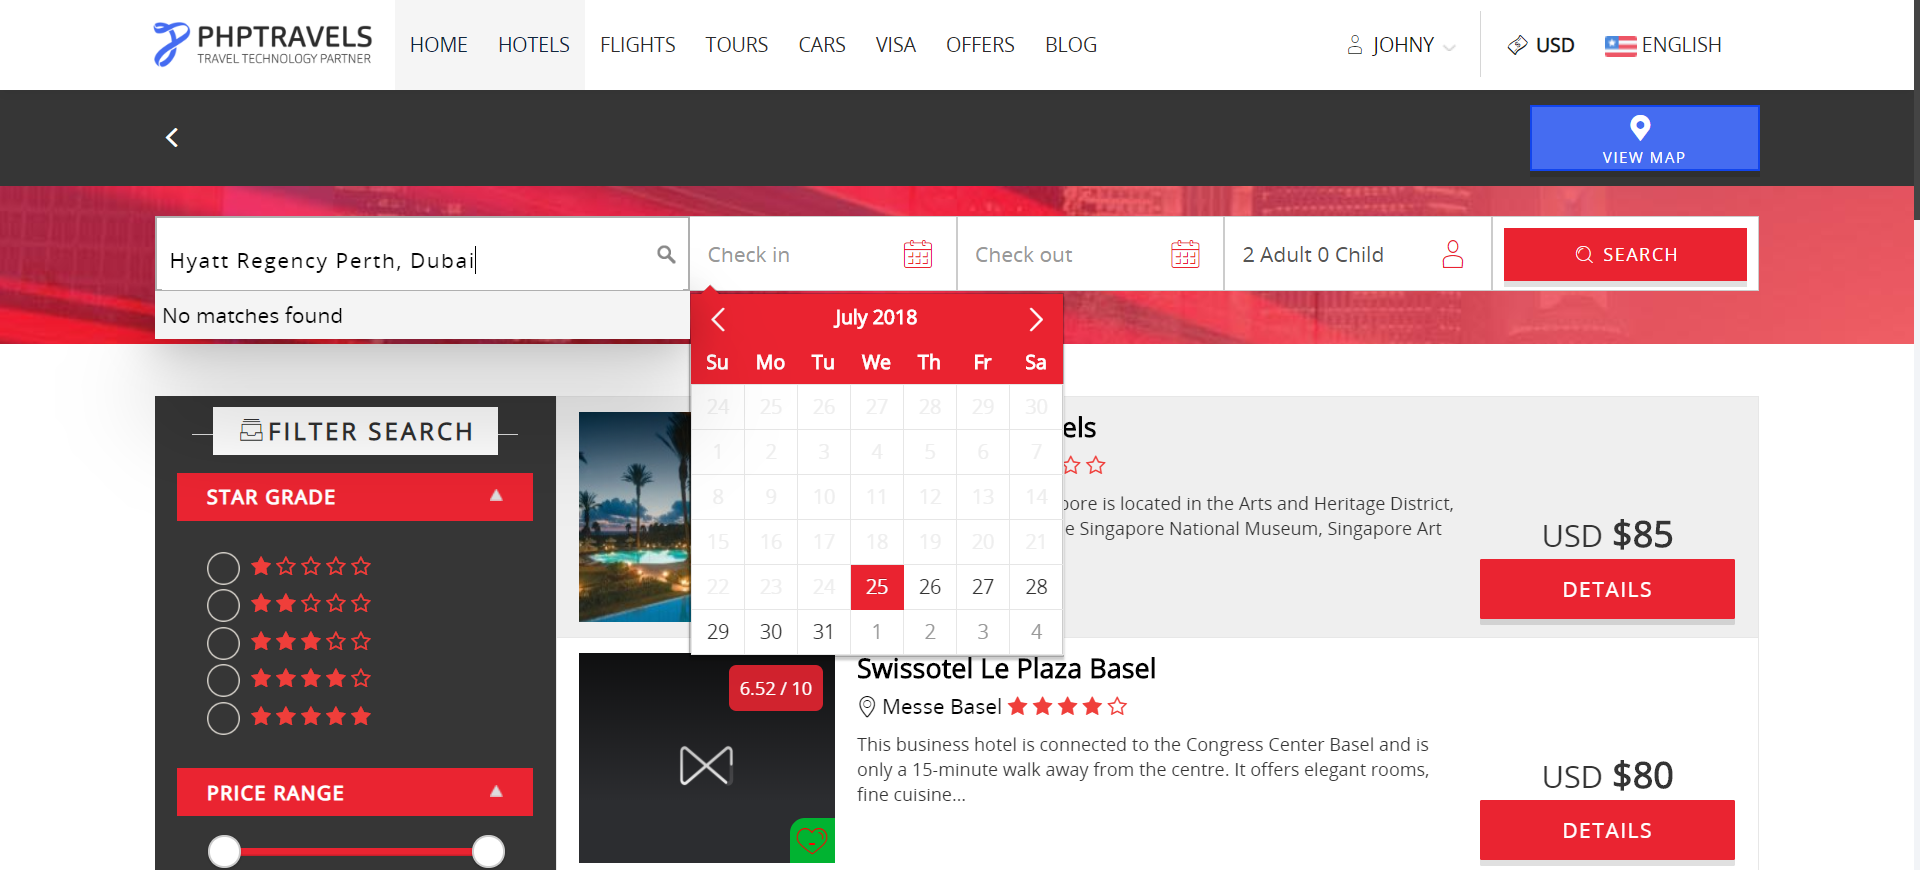 PHPTRAVELS
TRAVEL TECHNOLOGY PARTNER
HOME HOTELS FLIGHTS TOURS CARS VISA OFFERS BLOG
JOHNY USD ENGLISH
VIEW MAP
Hyatt Regency Perth, Dubai
Check in
Check out
2 Adult 0 Child
SEARCH
No matches found
July 2018
Su Mo Tu We Th Fr Sa
24 25 26 27 28 29 30
1 2 3 4 5 6 7
8 9 10 11 12 13 14
15 16 17 18 19 20 21
22 23 24 25 26 27 28
29 30 31 1 2 3 4
FILTER SEARCH
STAR GRADE
PRICE RANGE
els
ore is located in the Arts and Heritage District,
e Singapore National Museum, Singapore Art
USD $85
DETAILS
6.52 / 10
Swissotel Le Plaza Basel
Messe Basel
This business hotel is connected to the Congress Center Basel and is
only a 15-minute walk away from the centre. It offers elegant rooms,
fine cuisine...
USD $80
DETAILS